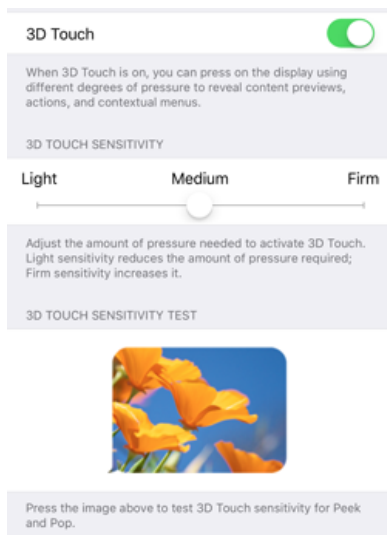 3D Touch
When 3D Touch is on, you can press on the display using
different degrees of pressure to reveal content previews,
actions, and contextual menus.
3D TOUCH SENSITIVITY
Light Medium Firm
Adjust the amount of pressure needed to activate 3D Touch.
Light sensitivity reduces the amount of pressure required;
Firm sensitivity increases it.
3D TOUCH SENSITIVITY TEST
Press the image above to test 3D Touch sensitivity for Peek
and Pop.